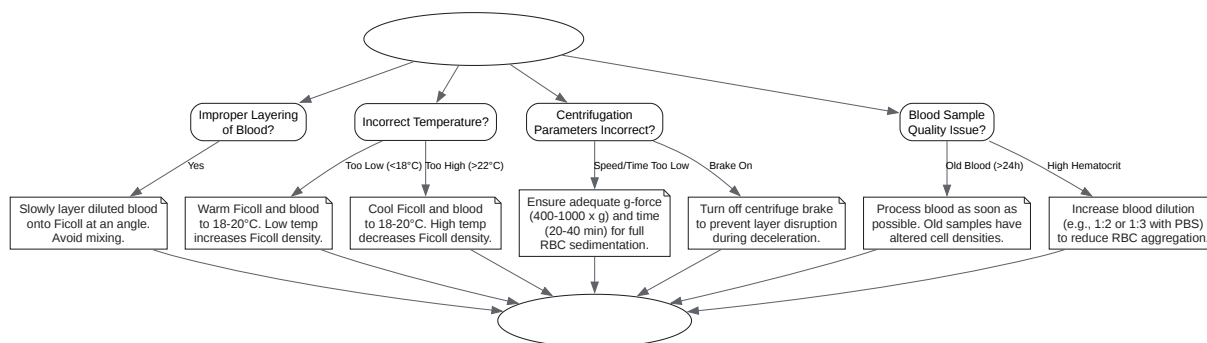 Improper Layering
of Blood?
Incorrect Temperature?
Centrifugation
Parameters Incorrect?
Blood Sample
Quality Issue?
Yes
Too Low (<18°C)
Too High (>22°C)
Speed/Time Too Low
Brake On
Old Blood (>24h)
High Hematocrit
Slowly layer diluted blood
onto Ficoll at an angle.
Avoid mixing.
Warm Ficoll and blood
to 18-20°C. Low temp
increases Ficoll density.
Cool Ficoll and blood
to 18-20°C. High temp
decreases Ficoll density.
Ensure adequate g-force
(400-1000 x g) and time
(20-40 min) for full
RBC sedimentation.
Turn off centrifuge brake
to prevent layer disruption
during deceleration.
Process blood as soon as
possible. Old samples have
altered cell densities.
Increase blood dilution
(e.g., 1:2 or 1:3 with PBS)
to reduce RBC aggregation.